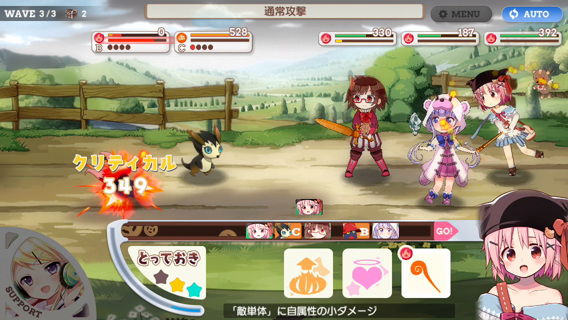 WAVE 3/3 2
通常攻撃
MENU
AUTO
0
B
528
C
330
187
392
クリティカル
349
C
B
GO!
とっておき
SUPPORT
「敵単体」に自属性の小ダメージ